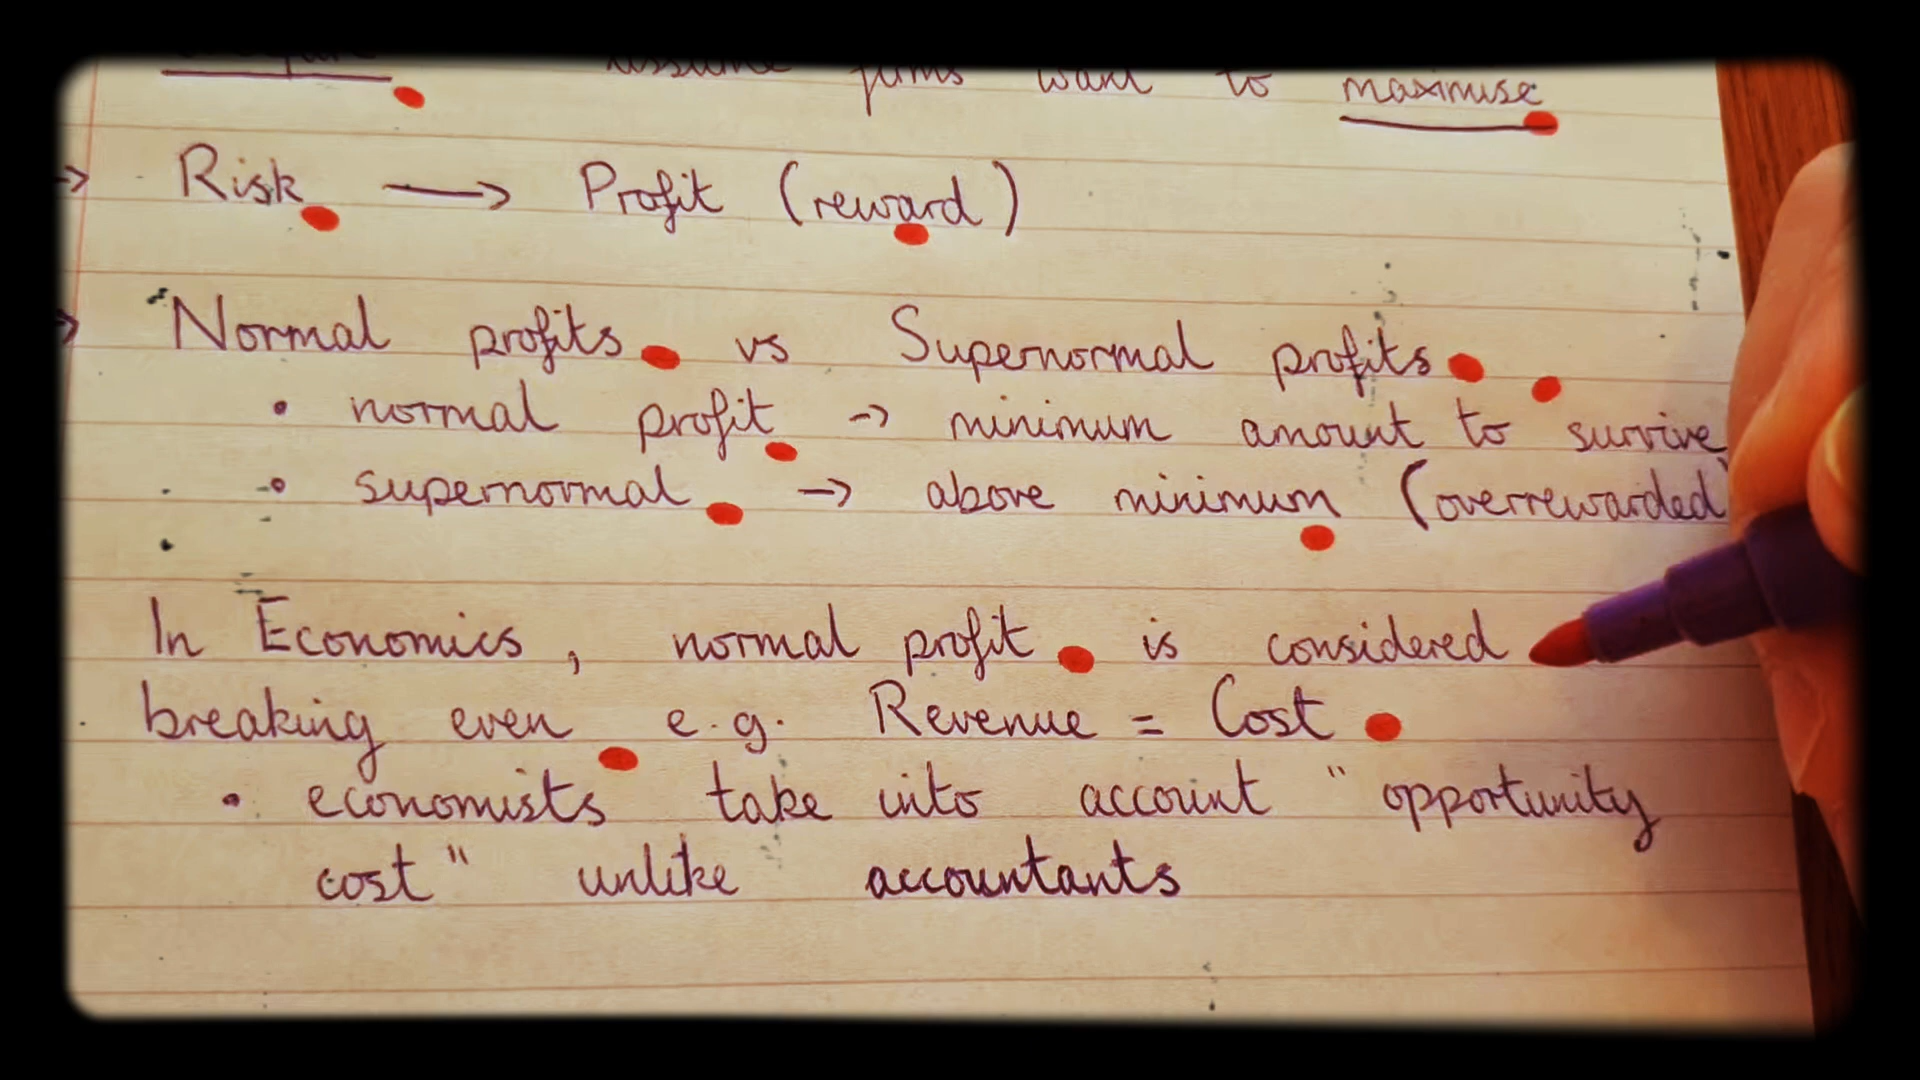 assume firms want to maximise
→ Risk → Profit (reward)
→ Normal profits vs Supernormal profits
• normal profit → minimum amount to survive
• supernormal → above minimum (overrewarded)
In Economics, normal profit is considered
breaking even e.g. Revenue = Cost
• economists take into account "opportunity
cost" unlike accountants